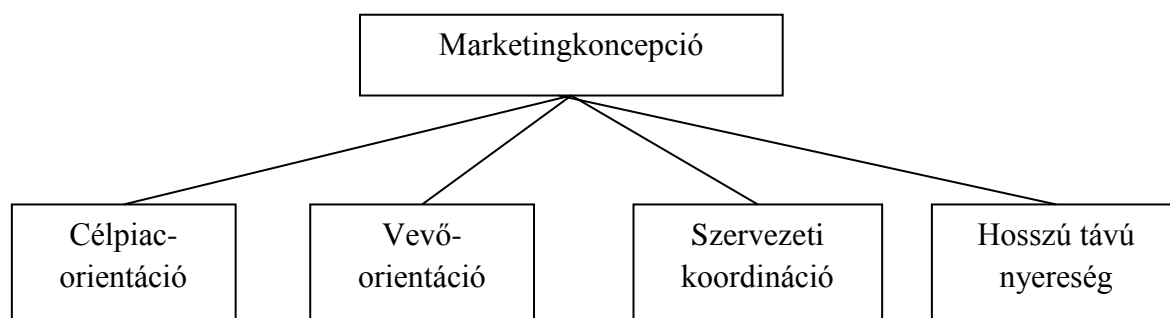 Marketingkoncepció
Célpiac-
orientáció
Vevő-
orientáció
Szervezeti
koordináció
Hosszú távú
nyereség